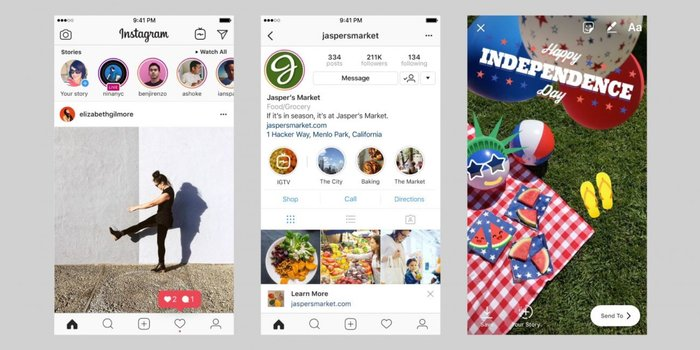 9:41 PM
Instagram
Stories
Watch All
Your story
LIVE
ninanyc
benjirenzo
ashoke
ianspa
elizabethgilmore
2 1
9:41 PM
jaspersmarket
334
posts
211K
followers
134
following
Message
Jasper's Market
Food/Grocery
If it's in season, it's at Jasper's Market.
jaspersmarket.com
1 Hacker Way, Menlo Park, California
IGTV
The City
Baking
The Market
Shop
Call
Directions
Learn More
jaspersmarket.com
Aa
Happy
INDEPENDENCE
Day
Save
Your Story
Send To >